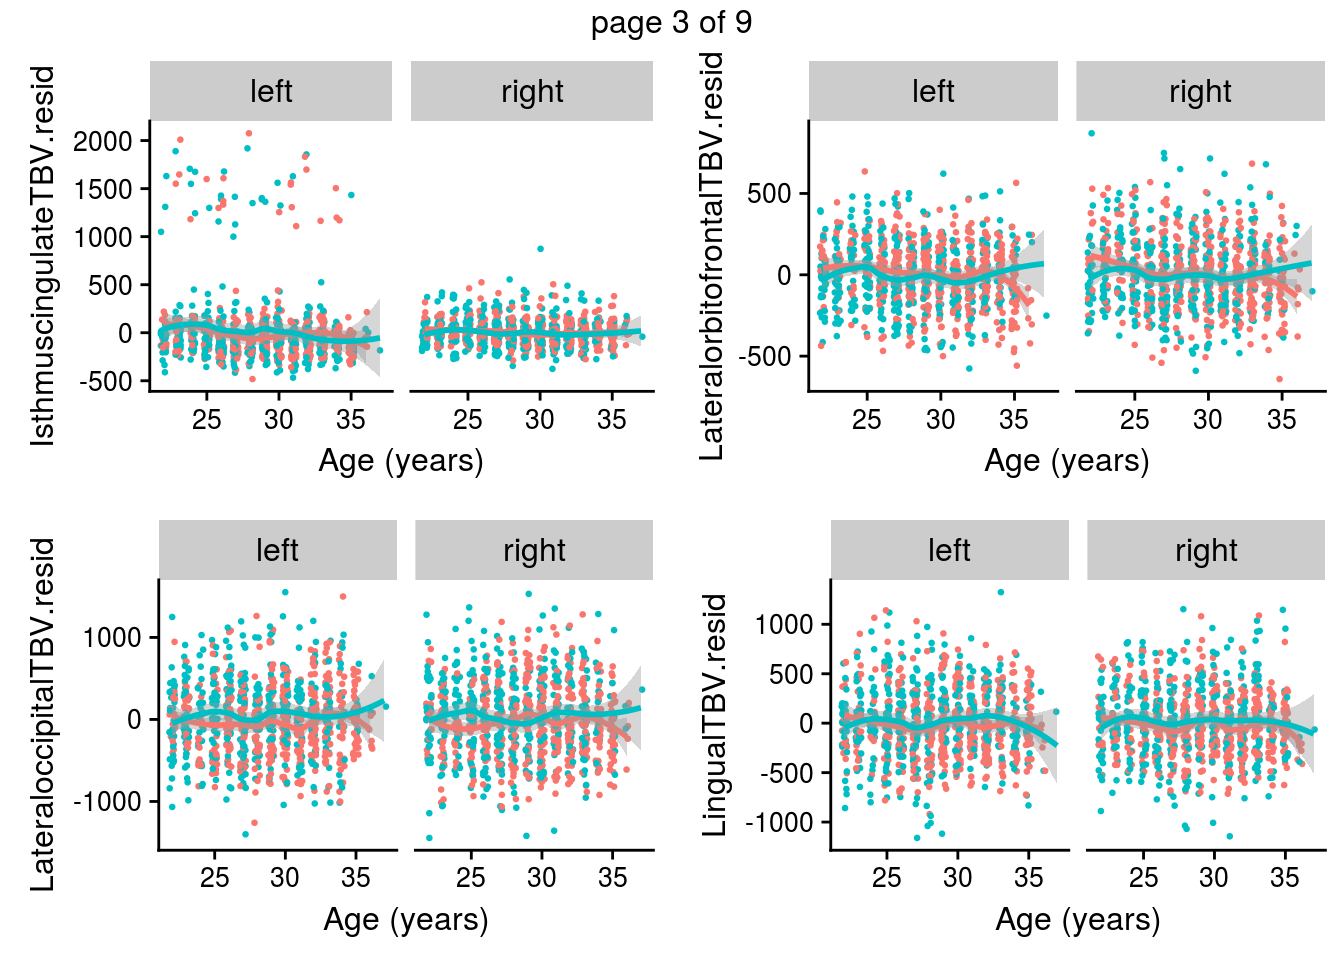 page 3 of 9
IsthmuscingulateTBV.resid
left
right
2000
1500
1000
500
0
-500
25 30 35
25 30 35
Age (years)
LateralorbitofrontalTBV.resid
left
right
500
0
-500
25 30 35
25 30 35
Age (years)
LateraloccipitalTBV.resid
left
right
1000
0
-1000
25 30 35
25 30 35
Age (years)
LingualTBV.resid
left
right
1000
500
0
-500
-1000
25 30 35
25 30 35
Age (years)